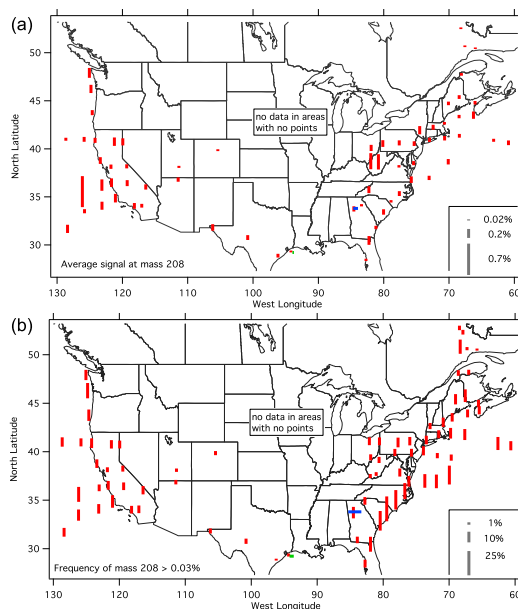 (a)
50
45
40
35
30
North Latitude
no data in areas
with no points
0.02%
0.2%
0.7%
Average signal at mass 208
130
120
110
100
90
80
70
60
West Longitude
(b)
50
45
40
35
30
North Latitude
no data in areas
with no points
1%
10%
25%
Frequency of mass 208 > 0.03%
130
120
110
100
90
80
70
60
West Longitude